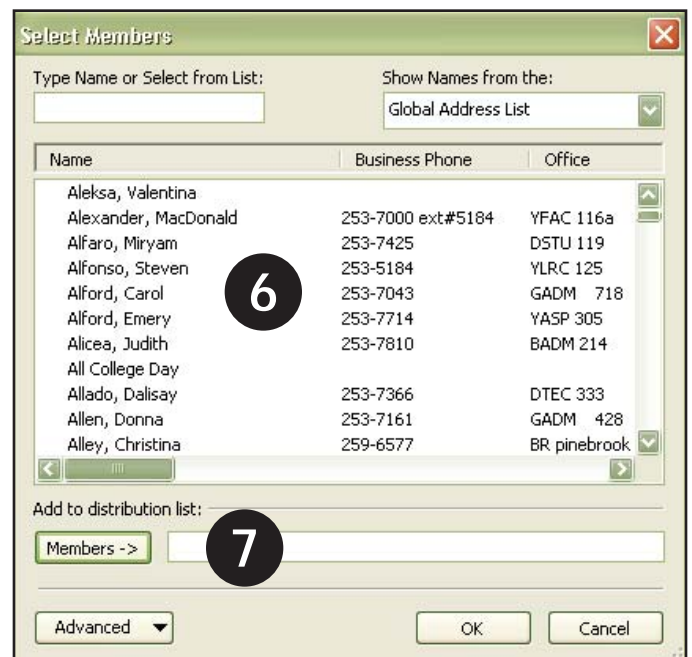 Select Members
Type Name or Select from List: Show Names from the:
Global Address List
Name Business Phone Office
Aleksa, Valentina
Alexander, MacDonald 253-7000 ext#5184 YFAC 116a
Alfaro, Miryam 253-7425 DSTU 119
Alfonso, Steven 253-5184 YLRC 125
Alford, Carol 253-7043 GADM 718
Alford, Emery 253-7714 YASP 305
Alicea, Judith 253-7810 BADM 214
All College Day
Allado, Dalisay 253-7366 DTEC 333
Allen, Donna 253-7161 GADM 428
Alley, Christina 259-6577 BR pinebrook
6
Add to distribution list:
Members -> 7
Advanced OK Cancel